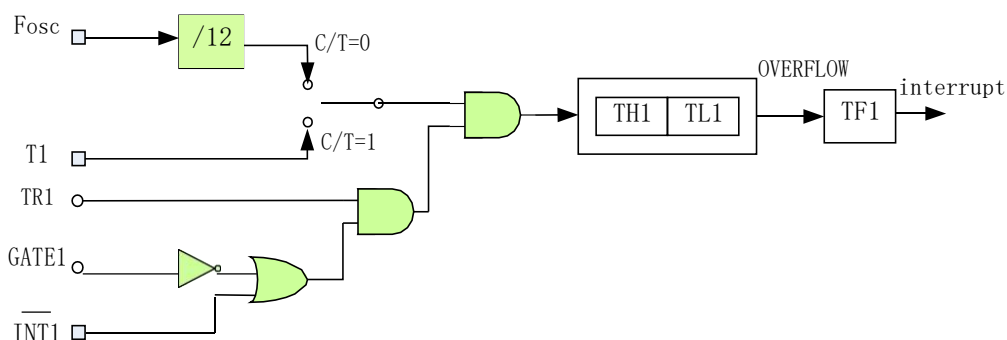 Fosc
/12
C/T=0
OVERFLOW
interrupt
TH1
TL1
TF1
C/T=1
T1
TR1
GATE1
INT1